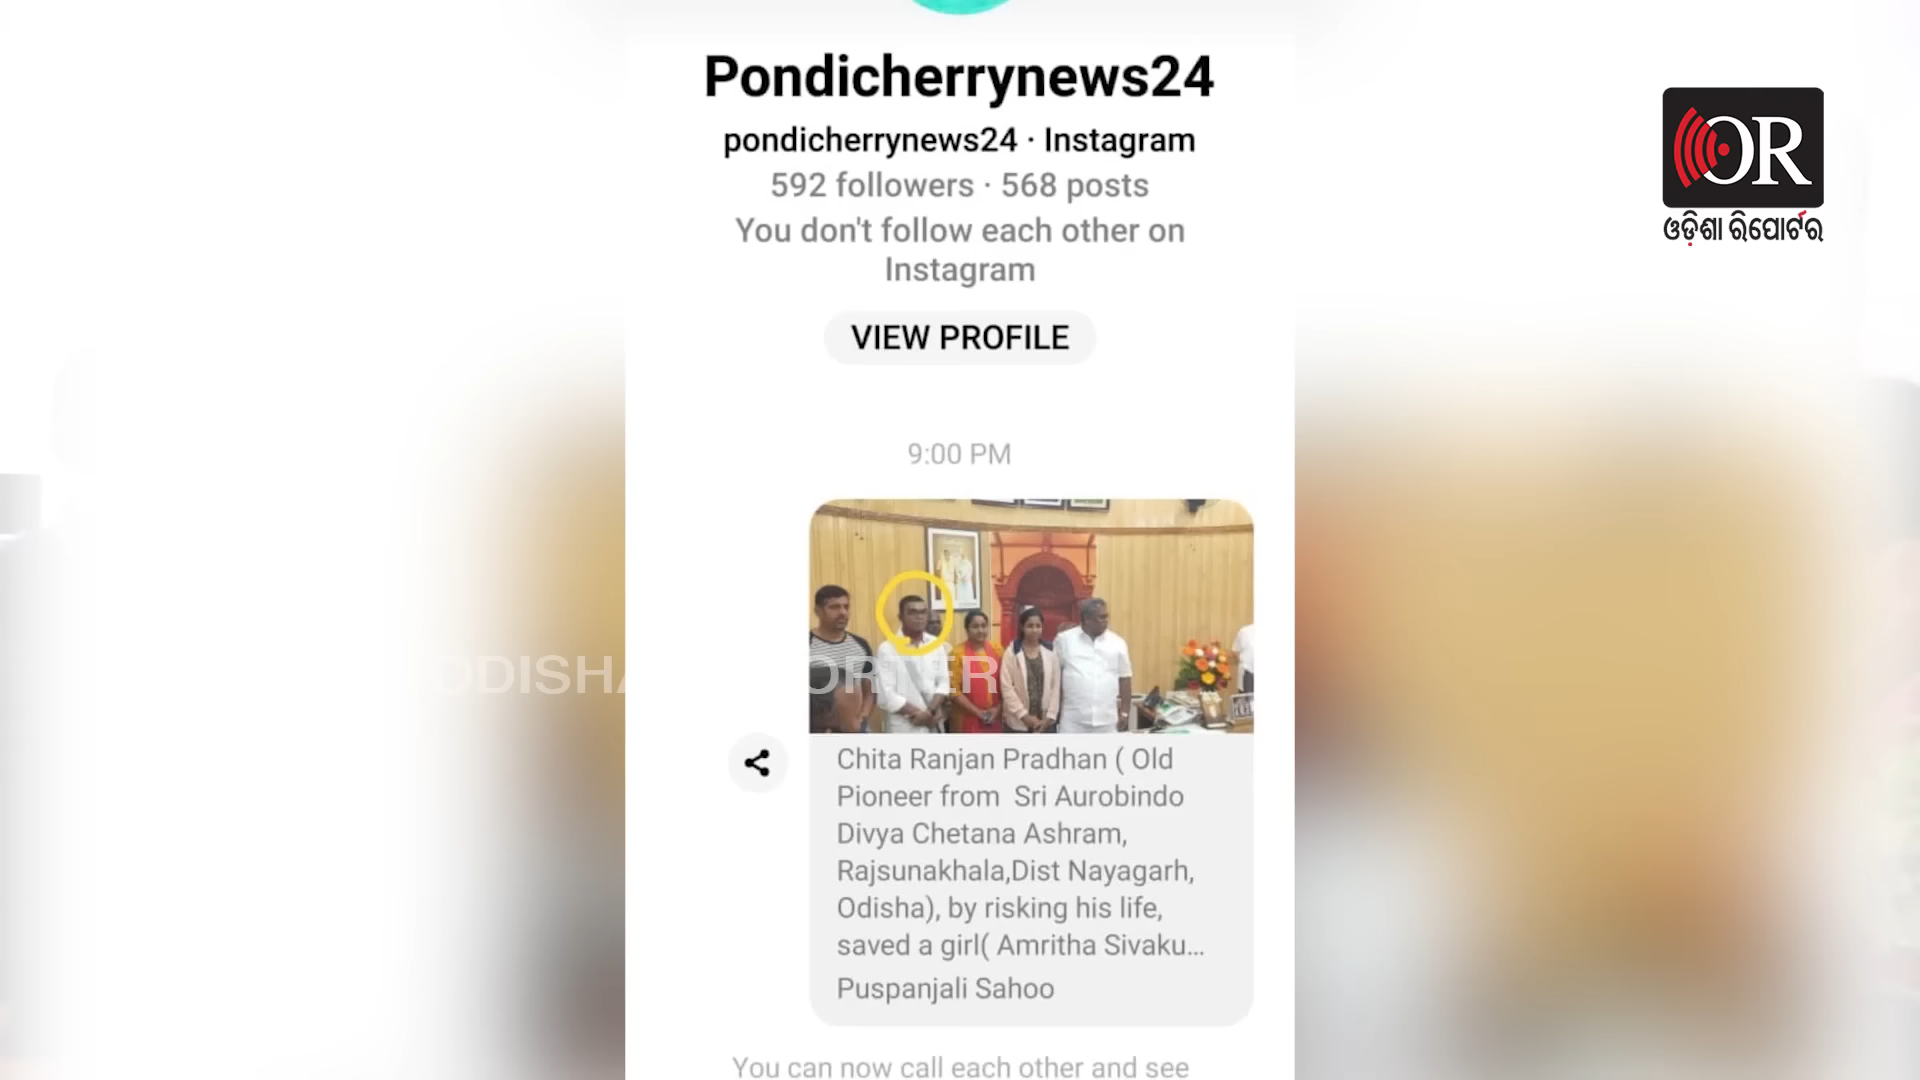 Pondicherrynews24
pondicherrynews24 · Instagram
592 followers · 568 posts
You don't follow each other on
Instagram
VIEW PROFILE
9:00 PM
Chita Ranjan Pradhan ( Old
Pioneer from Sri Aurobindo
Divya Chetana Ashram,
Rajsunakhala,Dist Nayagarh,
Odisha), by risking his life,
saved a girl( Amritha Sivaku...
Puspanjali Sahoo
You can now call each other and see
OR
ଓଡ଼ିଶା ରିପୋର୍ଟର